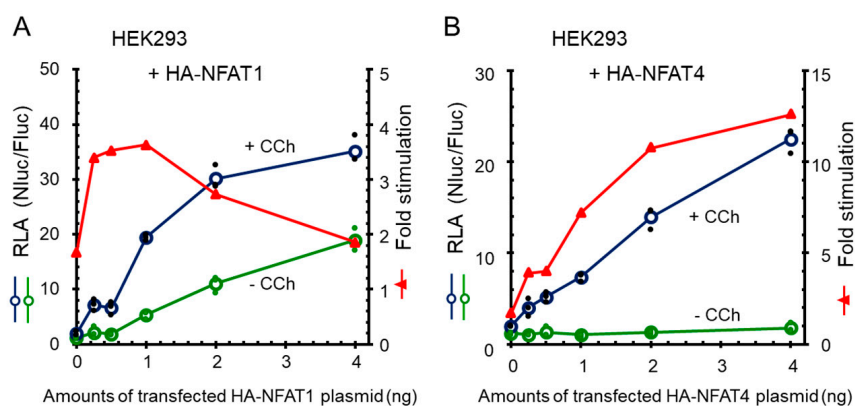 A
HEK293
+ HA-NFAT1
RLA (Nluc/Fluc)
50
40
30
20
10
0
5
4
3
2
1
0
Fold stimulation
+ CCh
- CCh
0 1 2 3 4
Amounts of transfected HA-NFAT1 plasmid (ng)
B
HEK293
+ HA-NFAT4
RLA (Nluc/Fluc)
30
20
10
0
15
10
5
0
Fold stimulation
+ CCh
- CCh
0 1 2 3 4
Amounts of transfected HA-NFAT4 plasmid (ng)